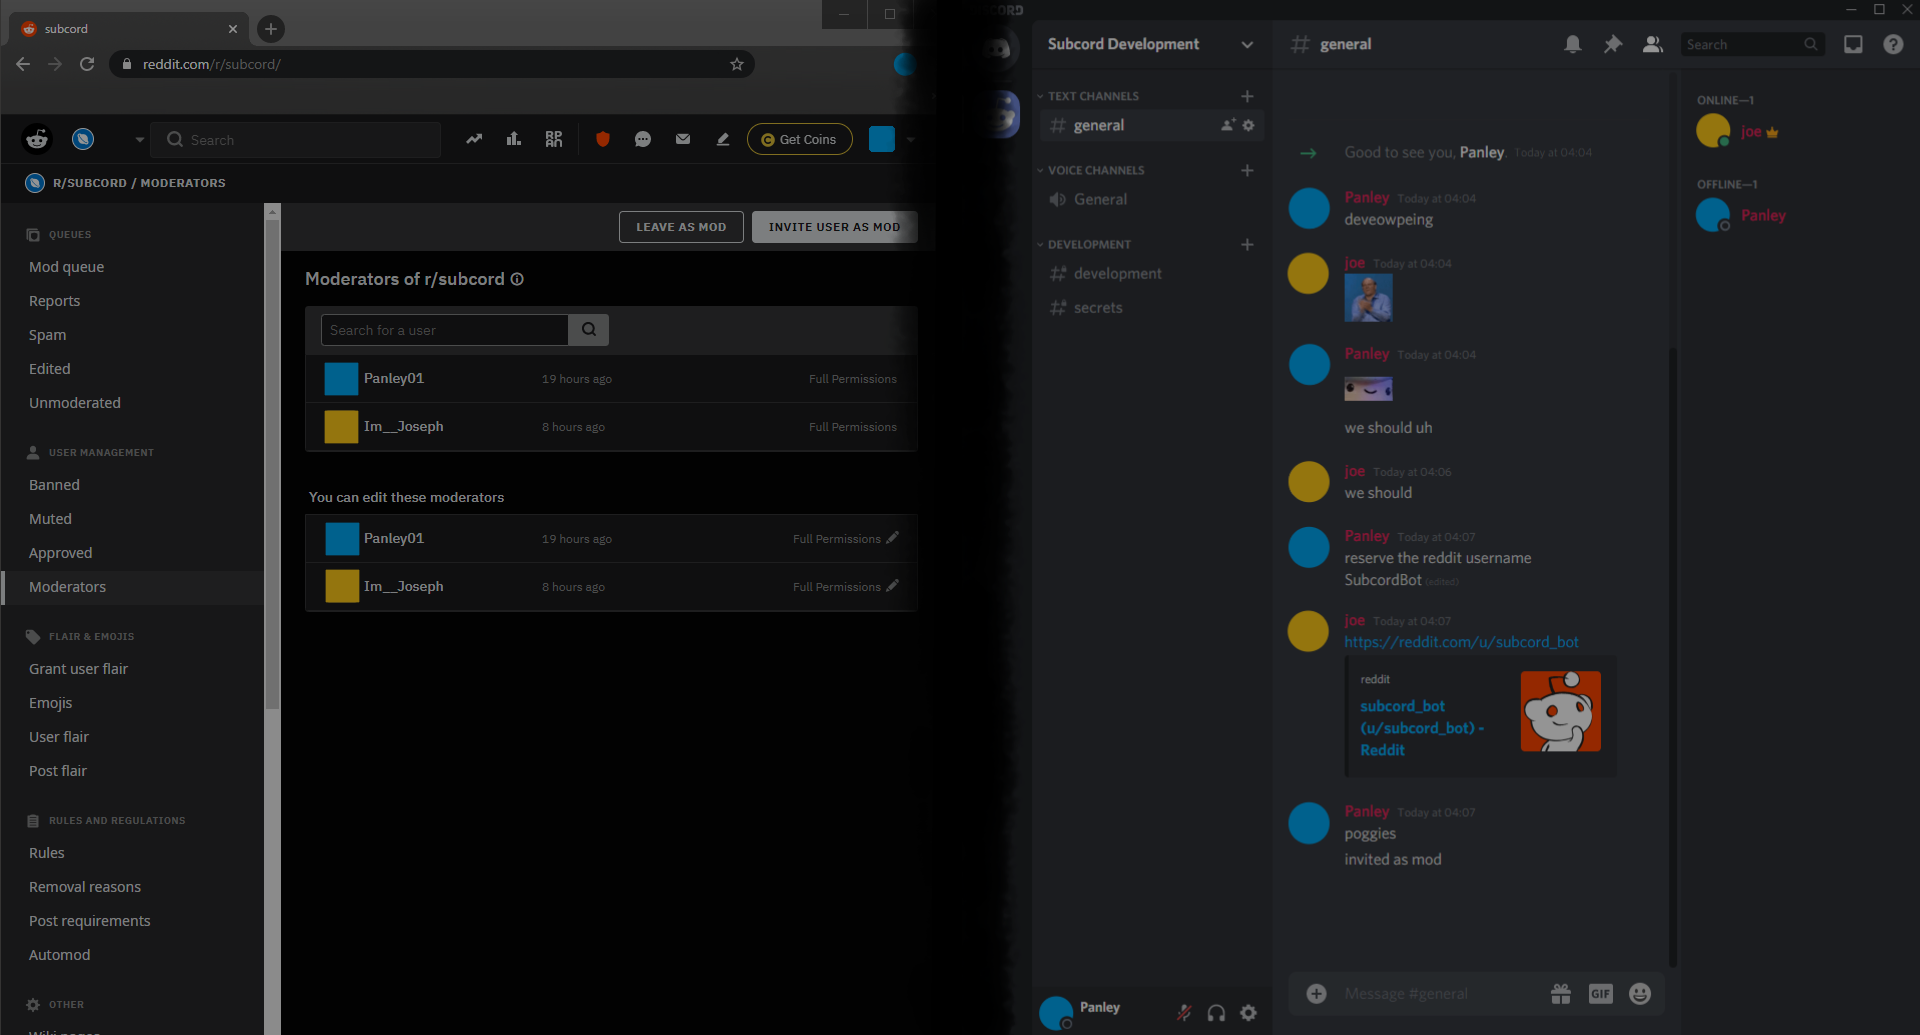 subcord
reddit.com/r/subcord/
Search
Get Coins
R/SUBCORD / MODERATORS
QUEUES
Mod queue
Reports
Spam
Edited
Unmoderated
USER MANAGEMENT
Banned
Muted
Approved
Moderators
FLAIR & EMOJIS
Grant user flair
Emojis
User flair
Post flair
RULES AND REGULATIONS
Rules
Removal reasons
Post requirements
Automod
OTHER
Wiki pages
LEAVE AS MOD
INVITE USER AS MOD
Moderators of r/subcord
Search for a user
Panley01 19 hours ago Full Permissions
Im__Joseph 8 hours ago Full Permissions
You can edit these moderators
Panley01 19 hours ago Full Permissions
Im__Joseph 8 hours ago Full Permissions
Subcord Development
TEXT CHANNELS
general
VOICE CHANNELS
General
DEVELOPMENT
development
secrets
Panley
general
Search
Good to see you, Panley. Today at 04:04
Panley Today at 04:04
deveowpeing
joe Today at 04:04
Panley Today at 04:04
we should uh
joe Today at 04:06
we should
Panley Today at 04:07
reserve the reddit username
SubcordBot (edited)
joe Today at 04:07
https://reddit.com/u/subcord_bot
reddit
subcord_bot
(u/subcord_bot) -
Reddit
Panley Today at 04:07
poggies
invited as mod
Message #general
GIF
ONLINE—1
joe
OFFLINE—1
Panley